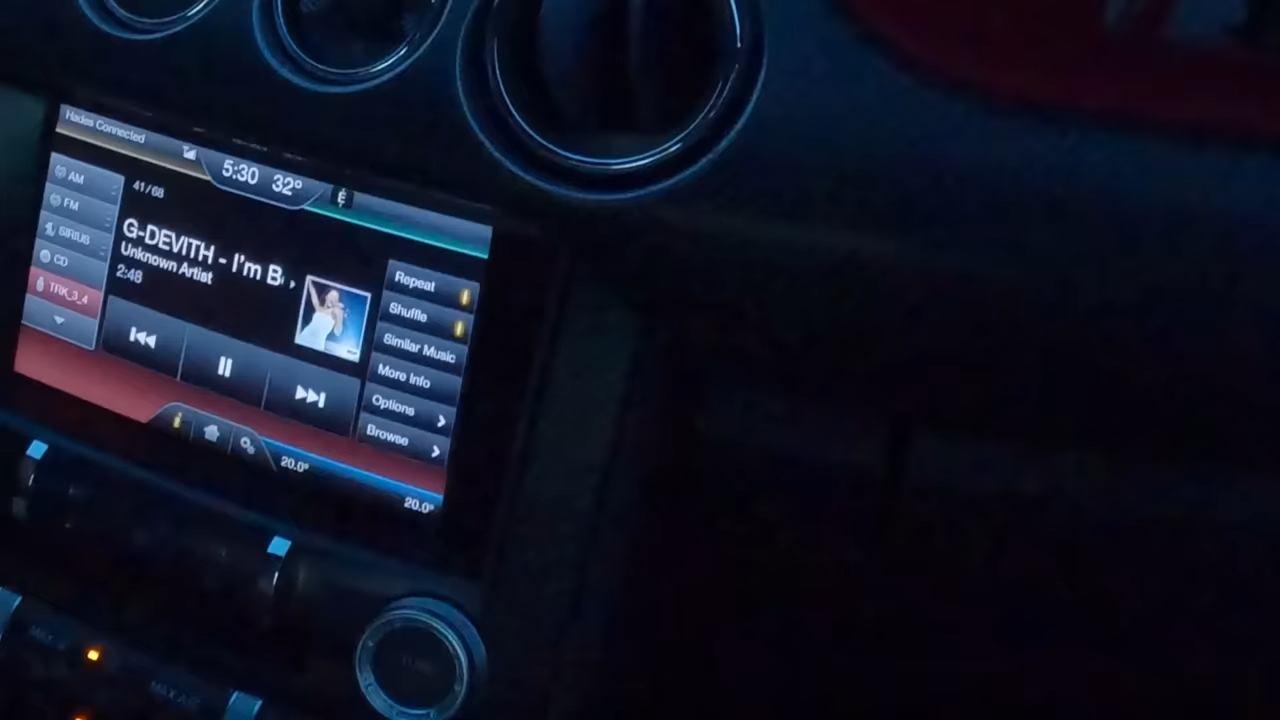 Hades Connected
5:30 32°
E
AM
FM
SIRIUS
CD
TRK_3_4
41/68
G-DEVITH - I'm B
Unknown Artist
2:48
Repeat
Shuffle
Similar Music
More Info
Options
Browse
20.0°
20.0°
MAX A/C